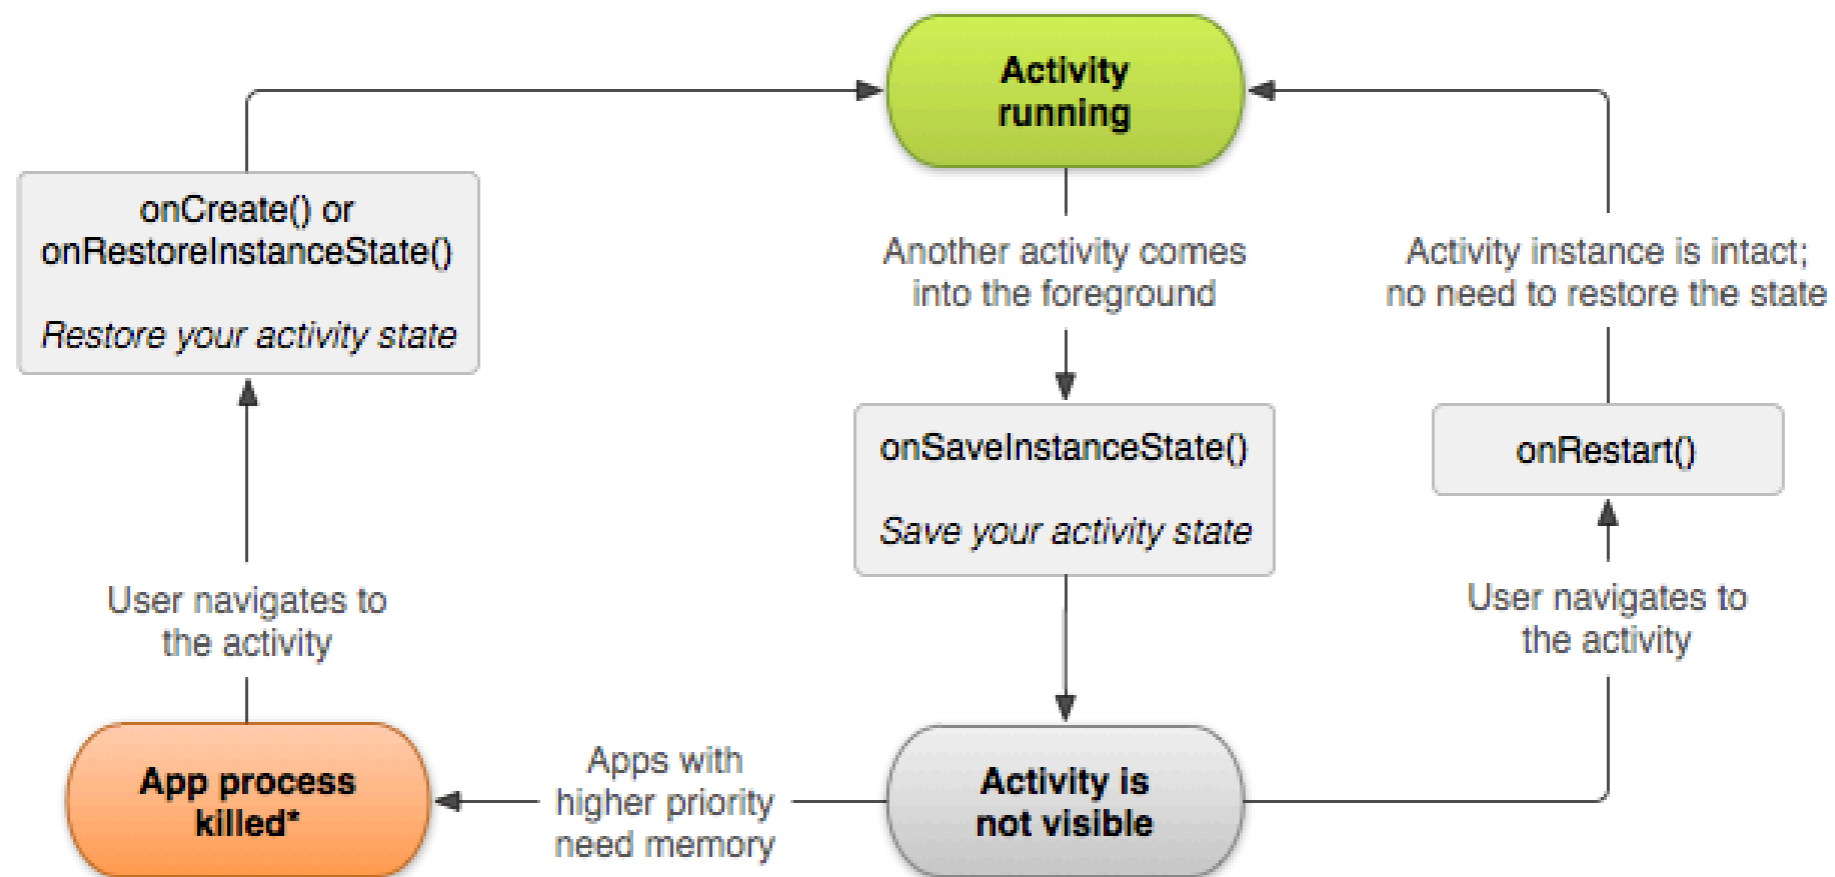 Activity
running
onCreate() or
onRestoreInstanceState()
Restore your activity state
Another activity comes
into the foreground
Activity instance is intact;
no need to restore the state
onSaveInstanceState()
Save your activity state
onRestart()
User navigates to
the activity
User navigates to
the activity
App process
killed*
Apps with
higher priority
need memory
Activity is
not visible